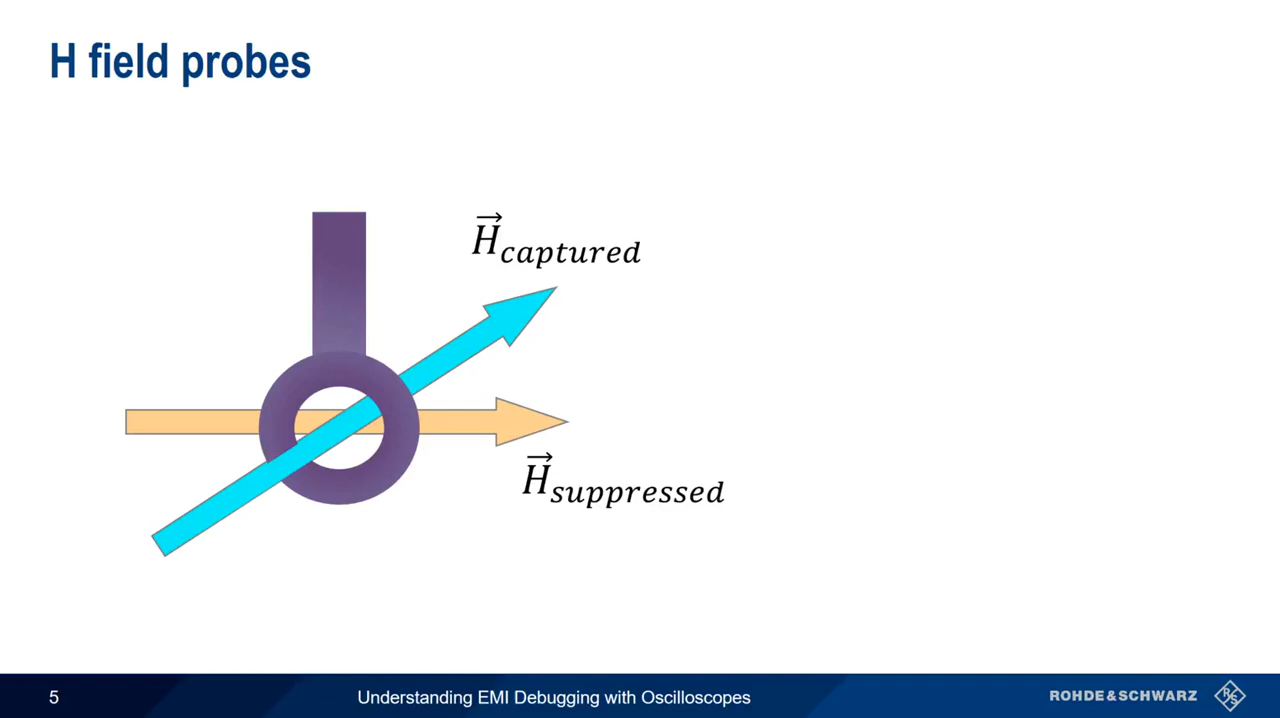 H field probes
H⃗captured
H⃗suppressed
5
Understanding EMI Debugging with Oscilloscopes
ROHDE&SCHWARZ
R&S